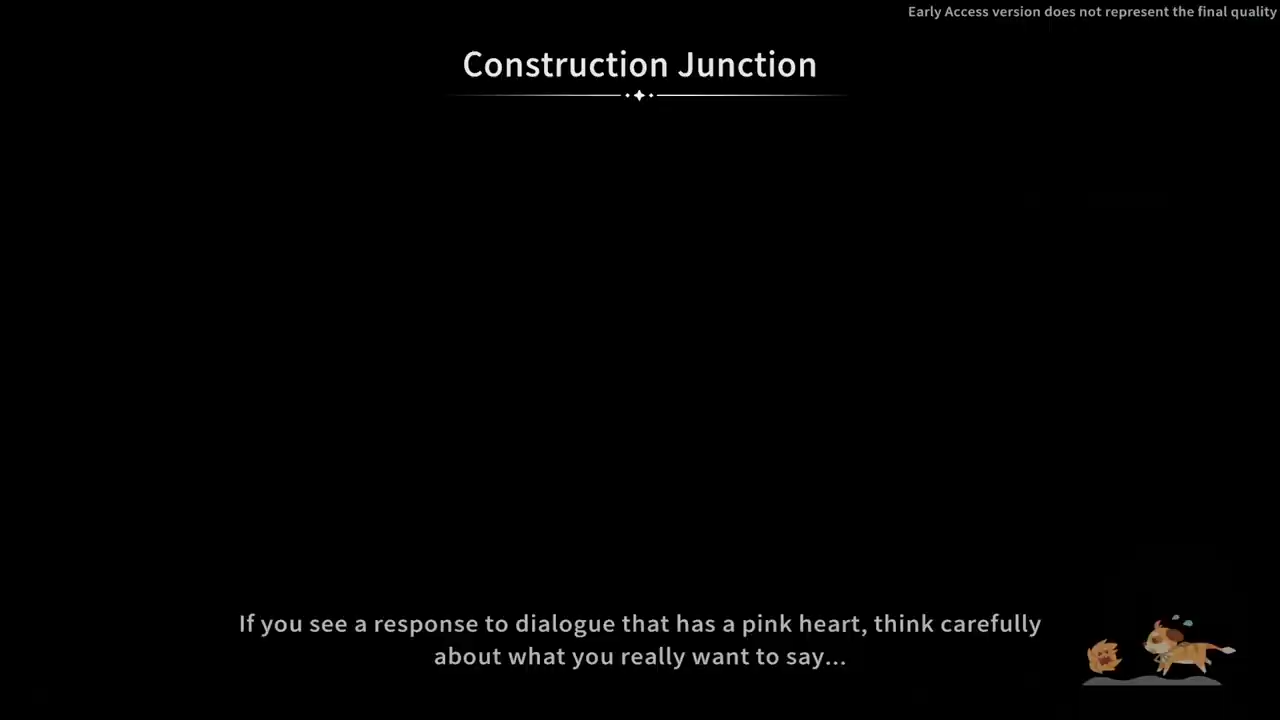 Early Access version does not represent the final quality
Construction Junction
If you see a response to dialogue that has a pink heart, think carefully
about what you really want to say...